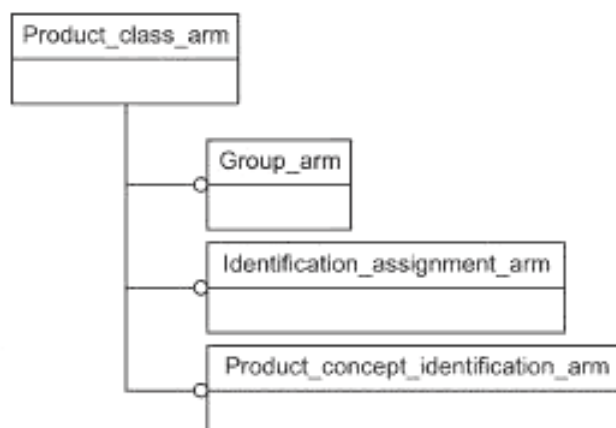 Product_class_arm
Group_arm
Identification_assignment_arm
Product_concept_identification_arm